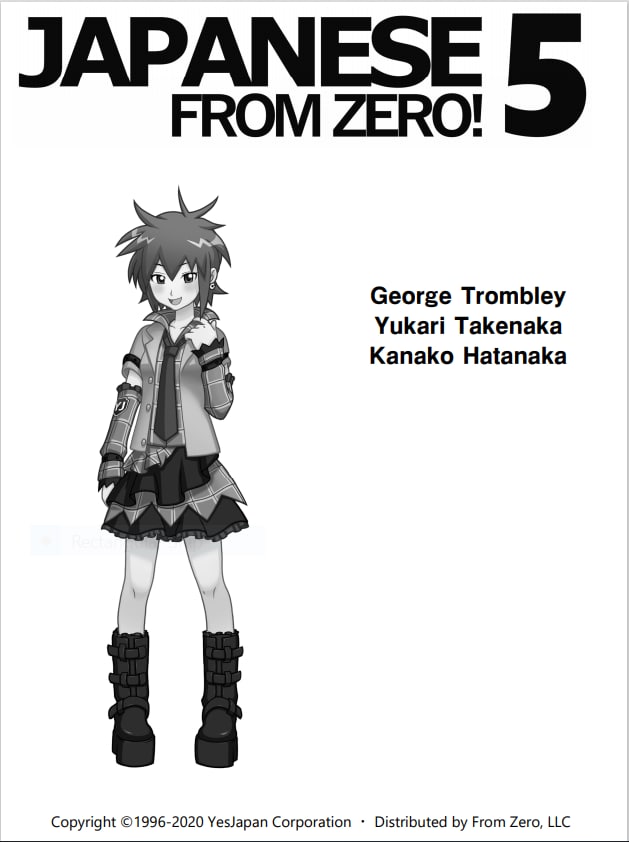 JAPANESE 5
FROM ZERO!
George Trombley
Yukari Takenaka
Kanako Hatanaka
Copyright ©1996-2020 YesJapan Corporation ・ Distributed by From Zero, LLC